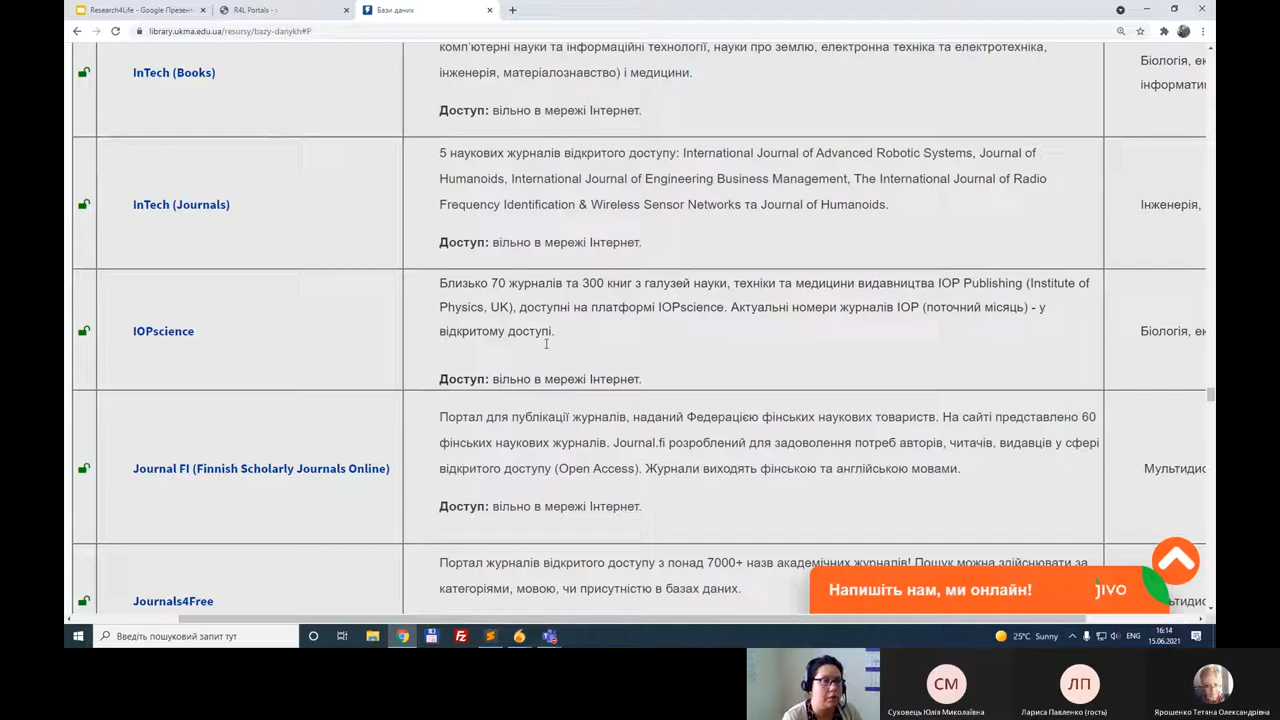 Research4Life - Google Презент
R4L Portals -
Бази даних
library.ukma.edu.ua/resursy/bazy-danykh#P
комп'ютерні науки та інформаційні технології, науки про землю, електронна техніка та електротехніка,
InTech (Books)
інженерія, матеріалознавство) і медицини.
Біологія, ек
інформати
Доступ: вільно в мережі Інтернет.
InTech (Journals)
5 наукових журналів відкритого доступу: International Journal of Advanced Robotic Systems, Journal of
Humanoids, International Journal of Engineering Business Management, The International Journal of Radio
Frequency Identification & Wireless Sensor Networks та Journal of Humanoids.
Інженерія,
Доступ: вільно в мережі Інтернет.
IOPscience
Близько 70 журналів та 300 книг з галузей науки, техніки та медицини видавництва IOP Publishing (Institute of
Physics, UK), доступні на платформі IOPscience. Актуальні номери журналів IOP (поточний місяць) - у
відкритому доступі.
Біологія, ек
Доступ: вільно в мережі Інтернет.
Journal FI (Finnish Scholarly Journals Online)
Портал для публікації журналів, наданий Федерацією фінських наукових товариств. На сайті представлено 60
фінських наукових журналів. Journal.fi розроблений для задоволення потреб авторів, читачів, видавців у сфері
відкритого доступу (Open Access). Журнали виходять фінською та англійською мовами.
Мультидис
Доступ: вільно в мережі Інтернет.
Journals4Free
Портал журналів відкритого доступу з понад 7000+ назв академічних журналів! Пошук можна здійснювати за
категоріями, мовою, чи присутністю в базах даних.
Напишіть нам, ми онлайн!
jivo
Введіть пошуковий запит тут
25°C Sunny
ENG
16:14
15.06.2021
СМ
ЛП
Суховець Юлія Миколаївна
Лариса Павленко (гость)
Ярошенко Тетяна Олександрівна